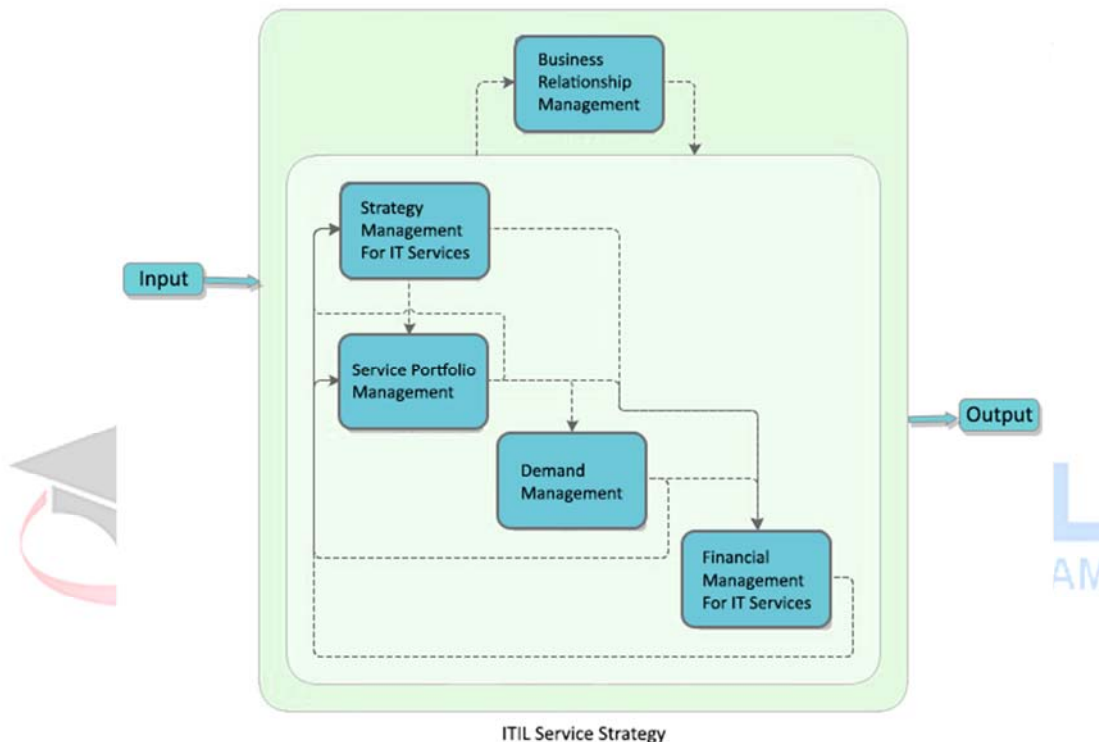 Business
Relationship
Management
Strategy
Management
For IT Services
Input
Service Portfolio
Management
Output
Demand
Management
L
AM
Financial
Management
For IT Services
ITIL Service Strategy